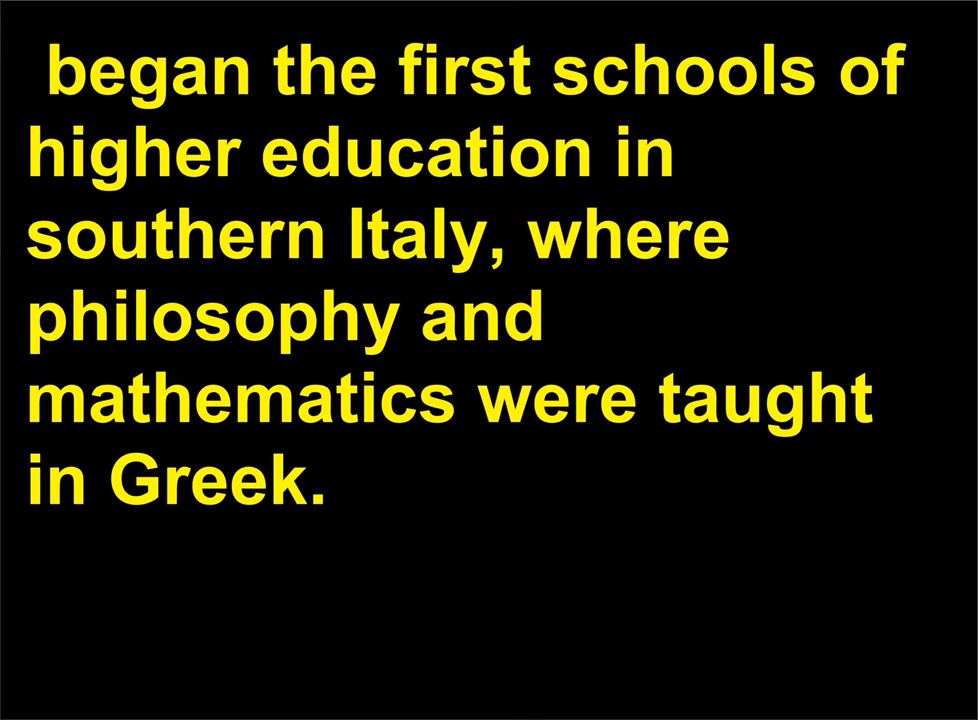 began the first schools of
higher education in
southern Italy, where
philosophy and
mathematics were taught
in Greek.